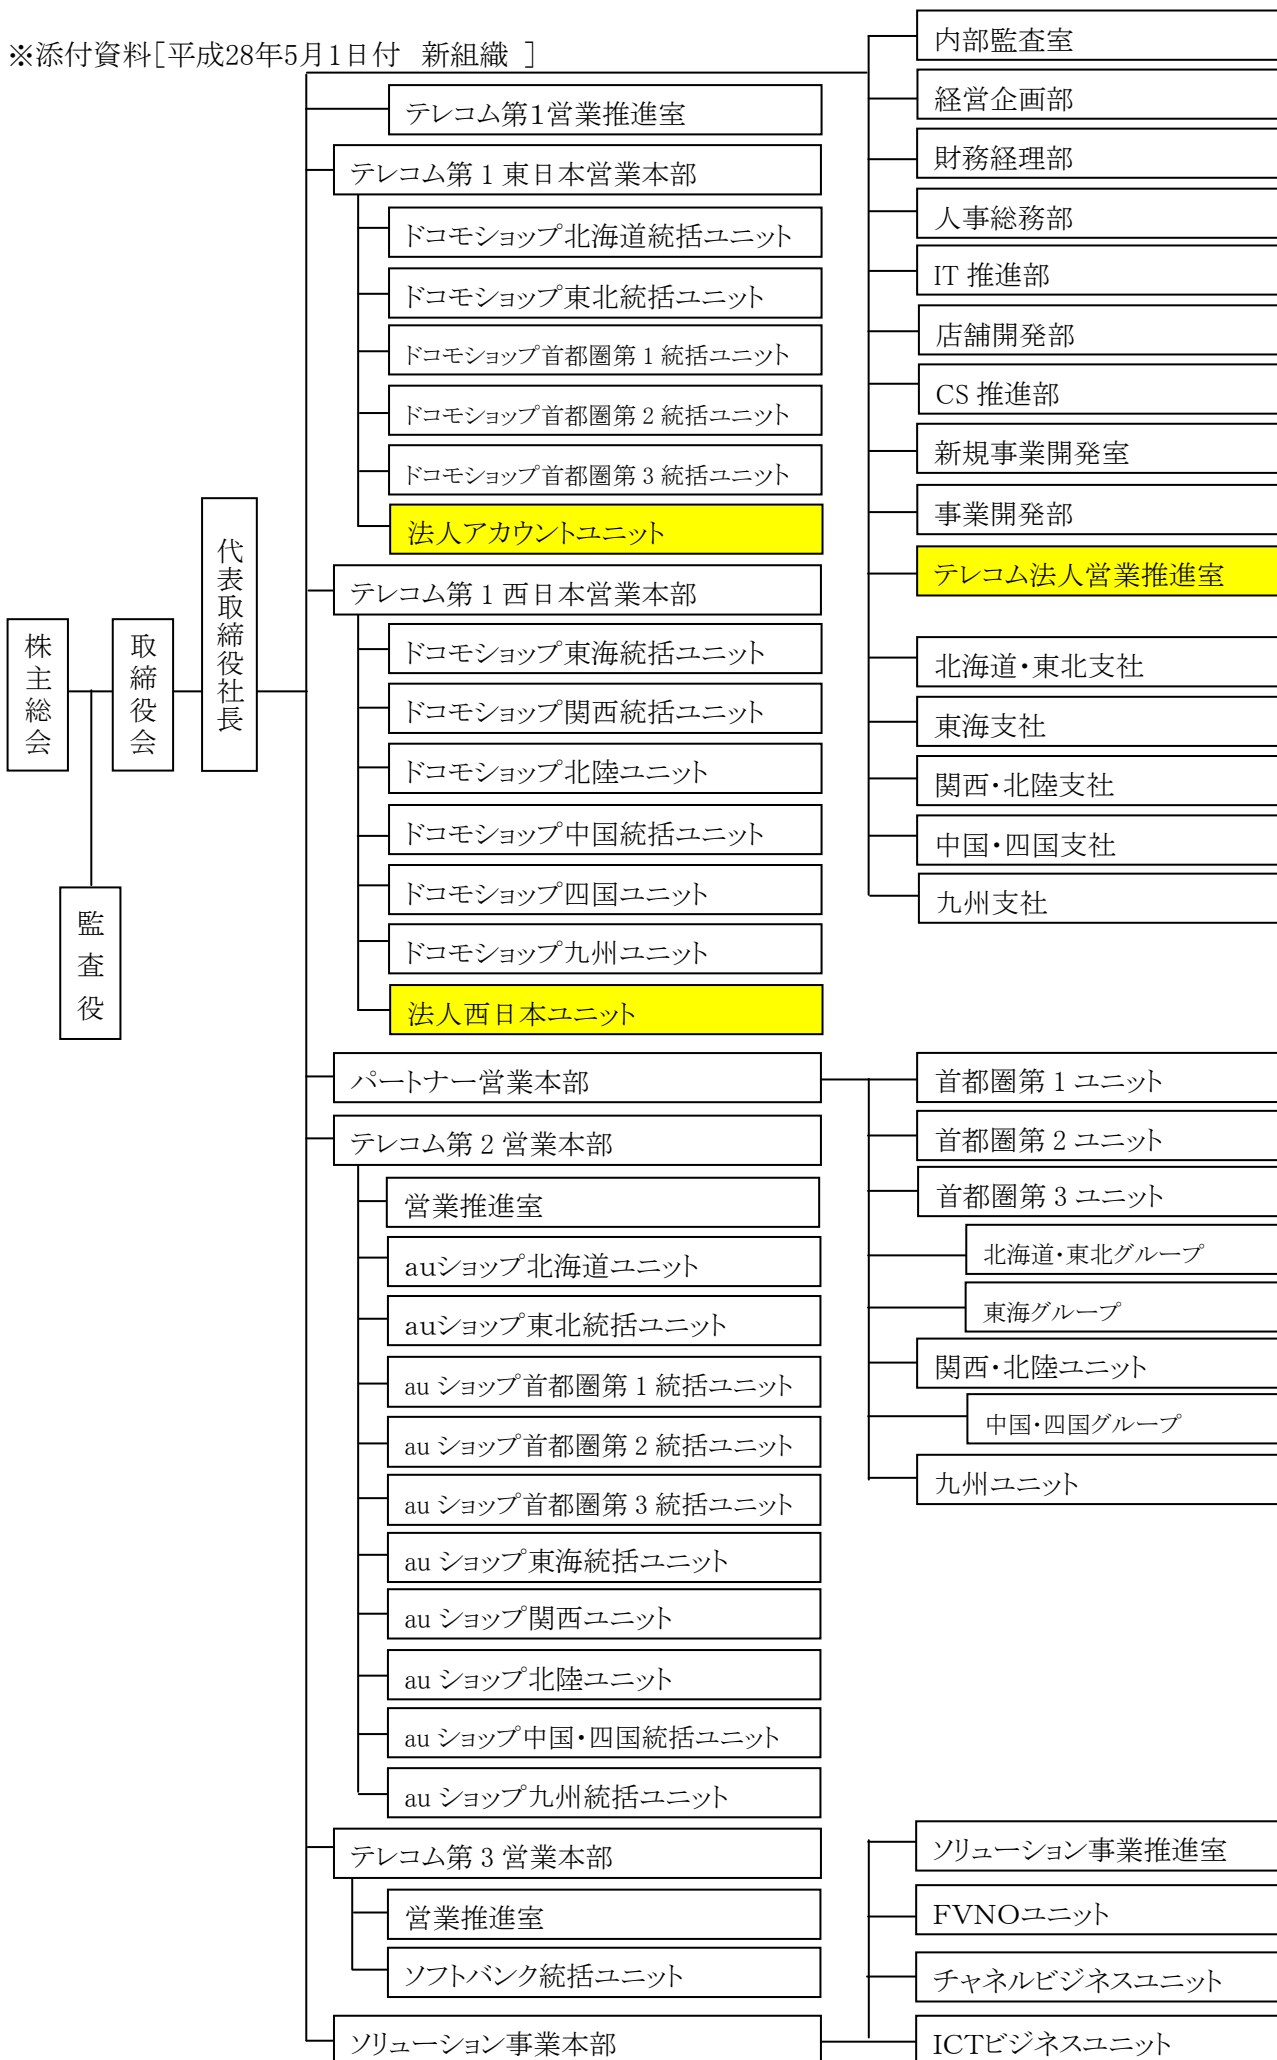 ※添付資料[平成28年5月1日付　新組織 ]
株主総会
監査役
取締役会
代表取締役社長
テレコム第1営業推進室
テレコム第 1 東日本営業本部
ドコモショップ北海道統括ユニット
ドコモショップ東北統括ユニット
ドコモショップ首都圏第 1 統括ユニット
ドコモショップ首都圏第 2 統括ユニット
ドコモショップ首都圏第 3 統括ユニット
法人アカウントユニット
テレコム第 1 西日本営業本部
ドコモショップ東海統括ユニット
ドコモショップ関西統括ユニット
ドコモショップ北陸ユニット
ドコモショップ中国統括ユニット
ドコモショップ四国ユニット
ドコモショップ九州ユニット
法人西日本ユニット
パートナー営業本部
テレコム第 2 営業本部
営業推進室
auショップ北海道ユニット
auショップ東北統括ユニット
au ショップ首都圏第 1 統括ユニット
au ショップ首都圏第 2 統括ユニット
au ショップ首都圏第 3 統括ユニット
au ショップ東海統括ユニット
au ショップ関西ユニット
au ショップ北陸ユニット
au ショップ中国・四国統括ユニット
au ショップ九州統括ユニット
テレコム第 3 営業本部
営業推進室
ソフトバンク統括ユニット
ソリューション事業本部
内部監査室
経営企画部
財務経理部
人事総務部
IT 推進部
店舗開発部
CS 推進部
新規事業開発室
事業開発部
テレコム法人営業推進室
北海道・東北支社
東海支社
関西・北陸支社
中国・四国支社
九州支社
首都圏第 1 ユニット
首都圏第 2 ユニット
首都圏第 3 ユニット
北海道・東北グループ
東海グループ
関西・北陸ユニット
中国・四国グループ
九州ユニット
ソリューション事業推進室
FVNOユニット
チャネルビジネスユニット
ICTビジネスユニット